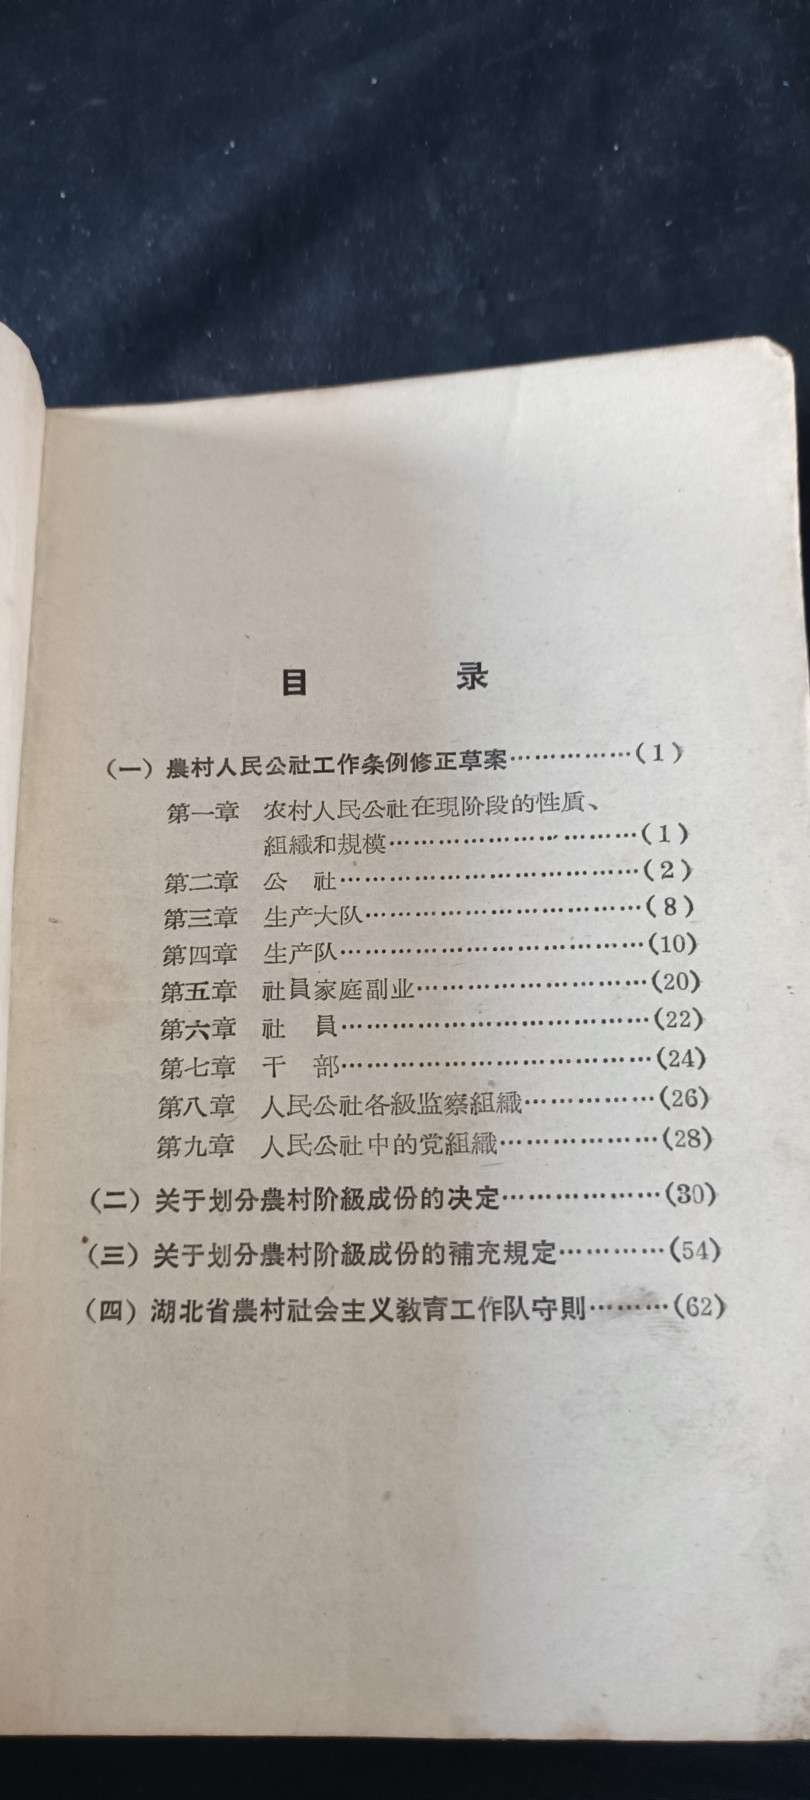 目　　录
（一）農村人民公社工作条例修正草案……………（1）
第一章　农村人民公社在現阶段的性质、
組織和規模…………………………（1）
第二章　公　社………………………………（2）
第三章　生产大队……………………………（8）
第四章　生产队………………………………（10）
第五章　社員家庭副业………………………（20）
第六章　社　員………………………………（22）
第七章　干　部………………………………（24）
第八章　人民公社各級监察組織……………（26）
第九章　人民公社中的党組織………………（28）
（二）关于划分農村阶級成份的决定………………（30）
（三）关于划分農村阶級成份的補充規定…………（54）
（四）湖北省農村社会主义教育工作队守則………（62）